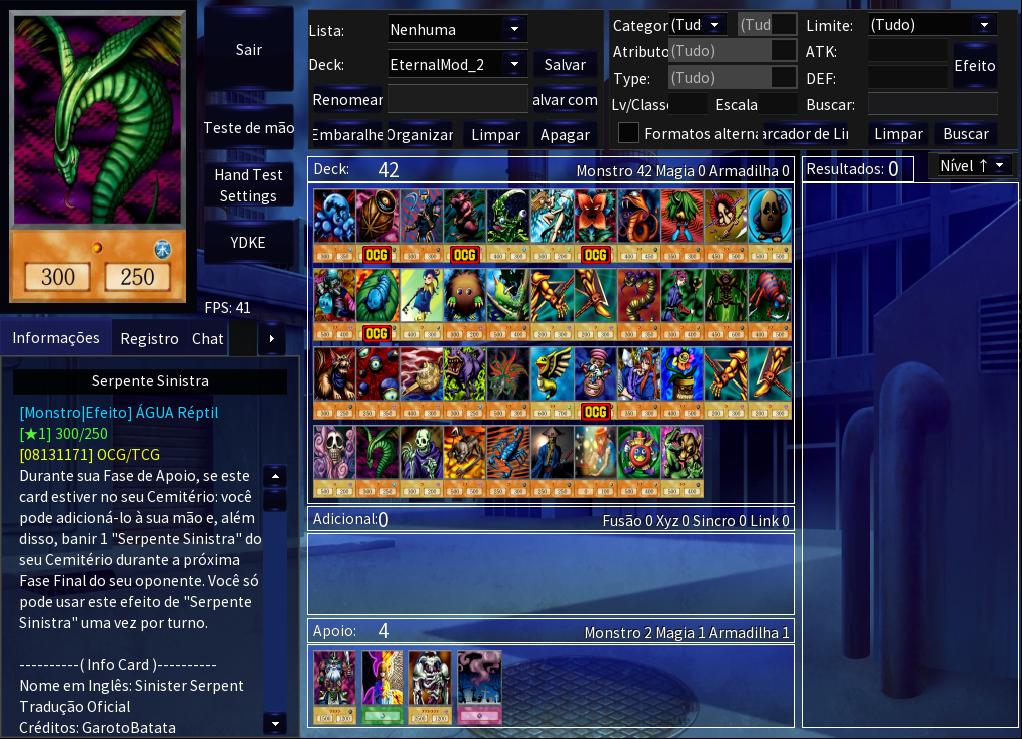 300 250
Sair
Teste de mão
Hand Test
Settings
YDKE
FPS: 41
Lista: Nenhuma
Deck: EternalMod_2 Salvar
Renomear alvar com
Embaralhe Organizar Limpar Apagar
Categor (Tud (Tud Limite: (Tudo)
Atributo (Tudo) ATK: Efeito
Type: (Tudo) DEF:
Lv/Classe Escala Buscar:
Formatos alterna arcador de Li Limpar Buscar
Deck: 42 Monstro 42 Magia 0 Armadilha 0
Resultados: 0 Nível ↑
OCG OCG OCG
OCG
OCG
Adicional: 0 Fusão 0 Xyz 0 Sincro 0 Link 0
Apoio: 4 Monstro 2 Magia 1 Armadilha 1
Informações Registro Chat
Serpente Sinistra
[Monstro|Efeito] ÁGUA Réptil
[★1] 300/250
[08131171] OCG/TCG
Durante sua Fase de Apoio, se este
card estiver no seu Cemitério: você
pode adicioná-lo à sua mão e, além
disso, banir 1 "Serpente Sinistra" do
seu Cemitério durante a próxima
Fase Final do seu oponente. Você só
pode usar este efeito de "Serpente
Sinistra" uma vez por turno.
----------( Info Card )----------
Nome em Inglês: Sinister Serpent
Tradução Oficial
Créditos: GarotoBatata